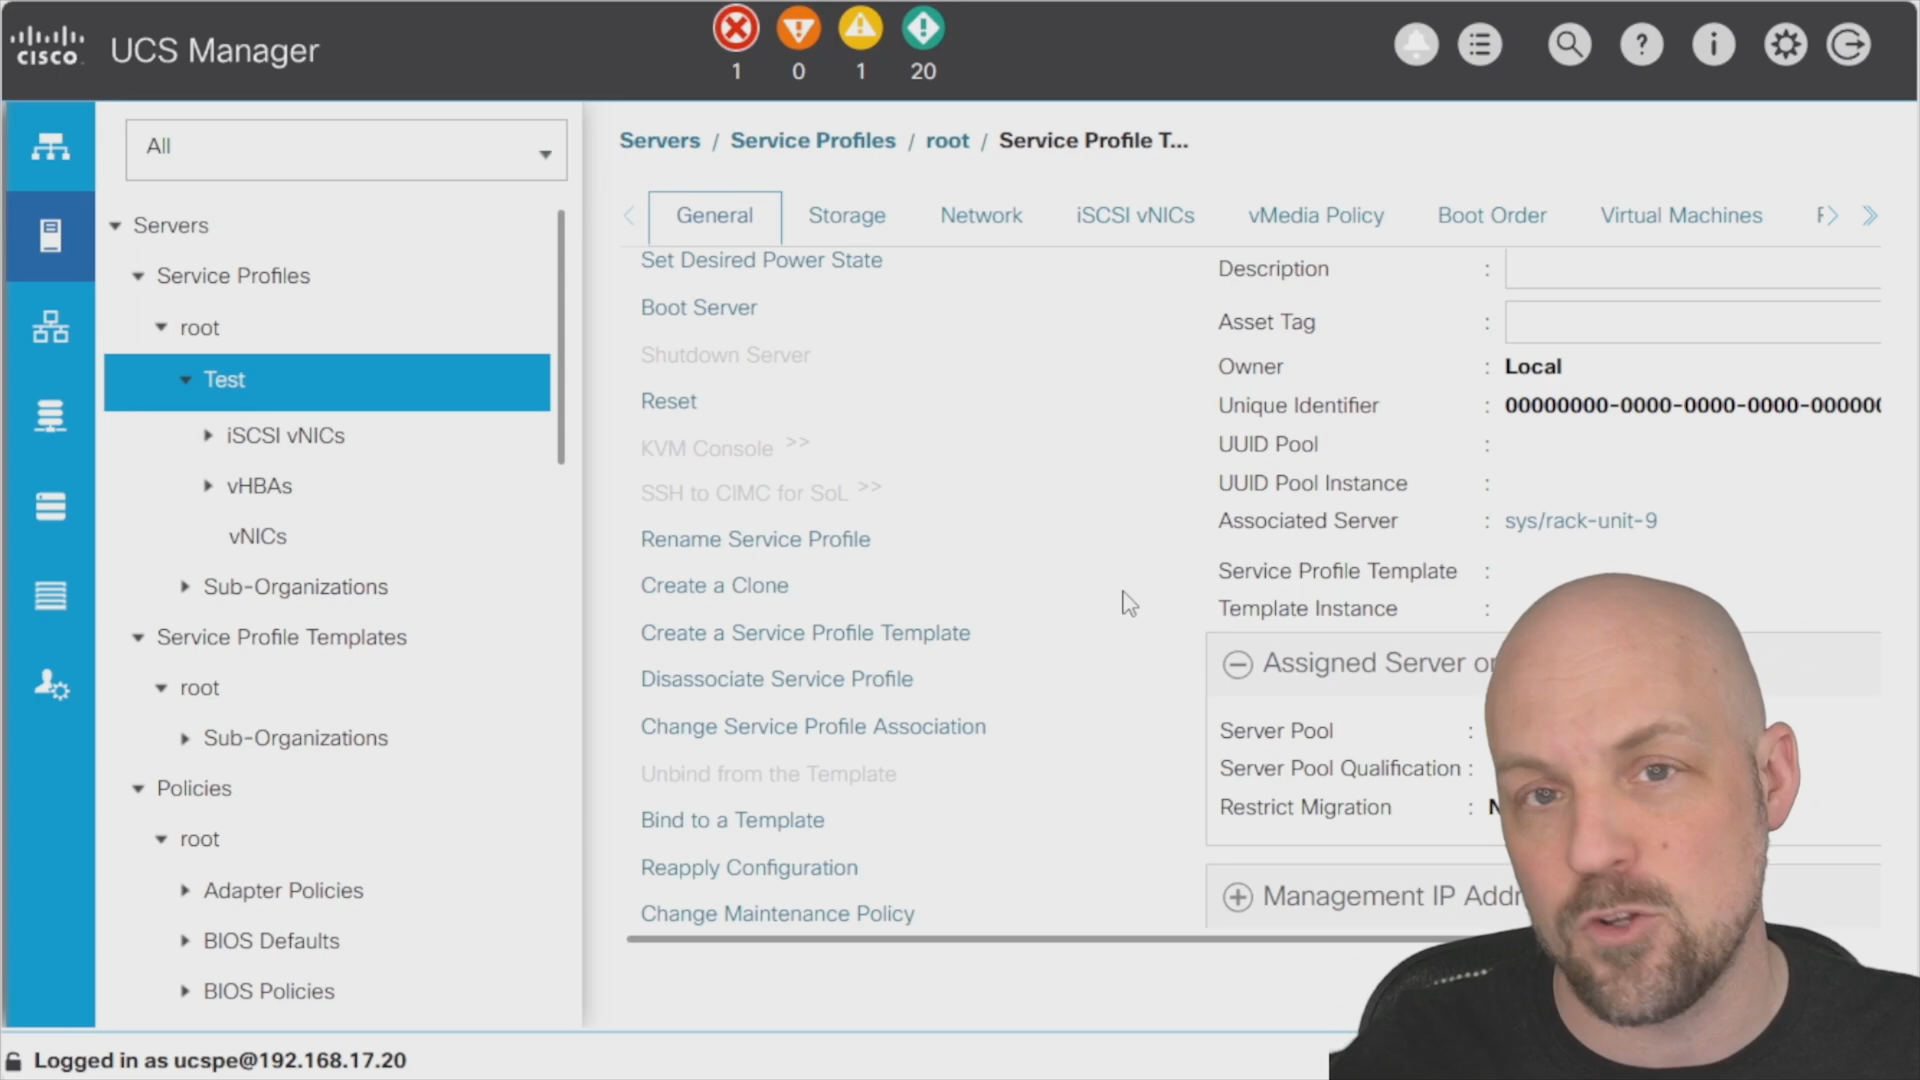 cisco
UCS Manager
1
0
1
20
All
Servers
Service Profiles
root
Test
iSCSI vNICs
vHBAs
vNICs
Sub-Organizations
Service Profile Templates
root
Sub-Organizations
Policies
root
Adapter Policies
BIOS Defaults
BIOS Policies
Servers / Service Profiles / root / Service Profile T...
General
Storage
Network
iSCSI vNICs
vMedia Policy
Boot Order
Virtual Machines
Set Desired Power State
Boot Server
Shutdown Server
Reset
KVM Console >>
SSH to CIMC for SoL >>
Rename Service Profile
Create a Clone
Create a Service Profile Template
Disassociate Service Profile
Change Service Profile Association
Unbind from the Template
Bind to a Template
Reapply Configuration
Change Maintenance Policy
Description :
Asset Tag :
Owner : Local
Unique Identifier : 00000000-0000-0000-0000-000000
UUID Pool :
UUID Pool Instance :
Associated Server : sys/rack-unit-9
Service Profile Template :
Template Instance :
Assigned Server or
Server Pool :
Server Pool Qualification :
Restrict Migration :
Management IP Addr
Logged in as ucspe@192.168.17.20